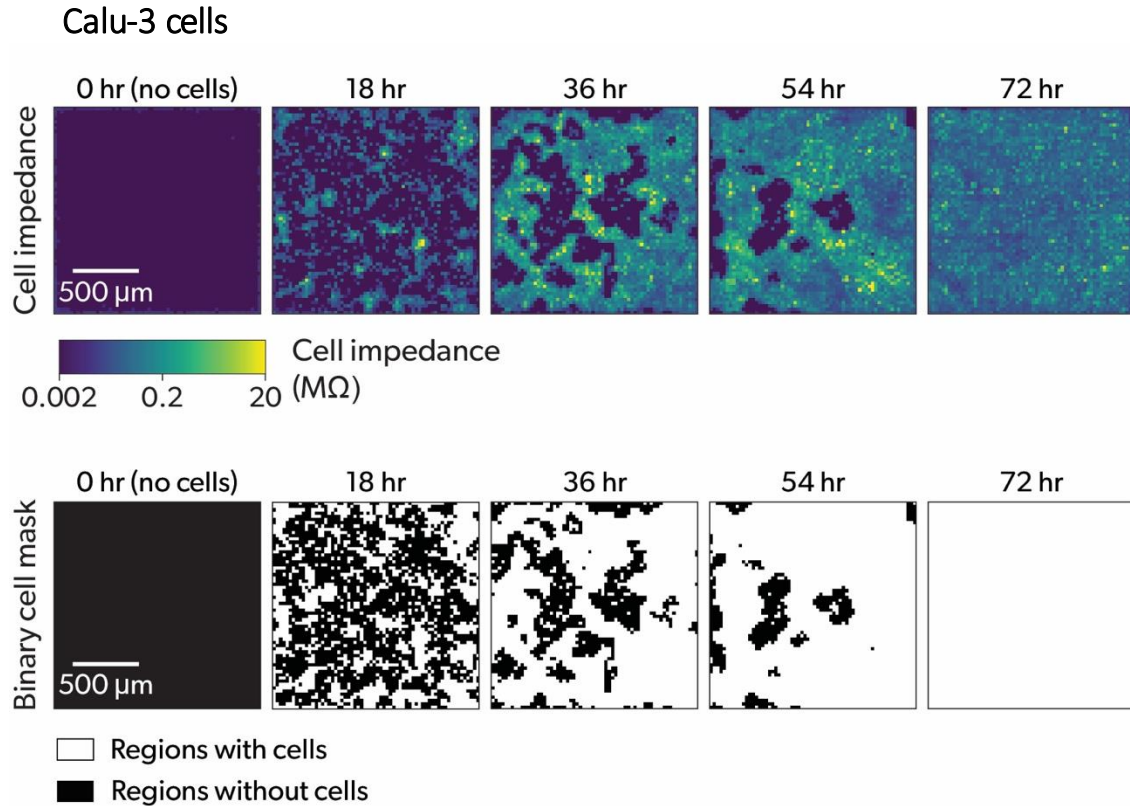 Calu-3 cells
0 hr (no cells)
18 hr
36 hr
54 hr
72 hr
Cell impedance
500 µm
Cell impedance
(MΩ)
0.002
0.2
20
0 hr (no cells)
18 hr
36 hr
54 hr
72 hr
Binary cell mask
500 µm
Regions with cells
Regions without cells